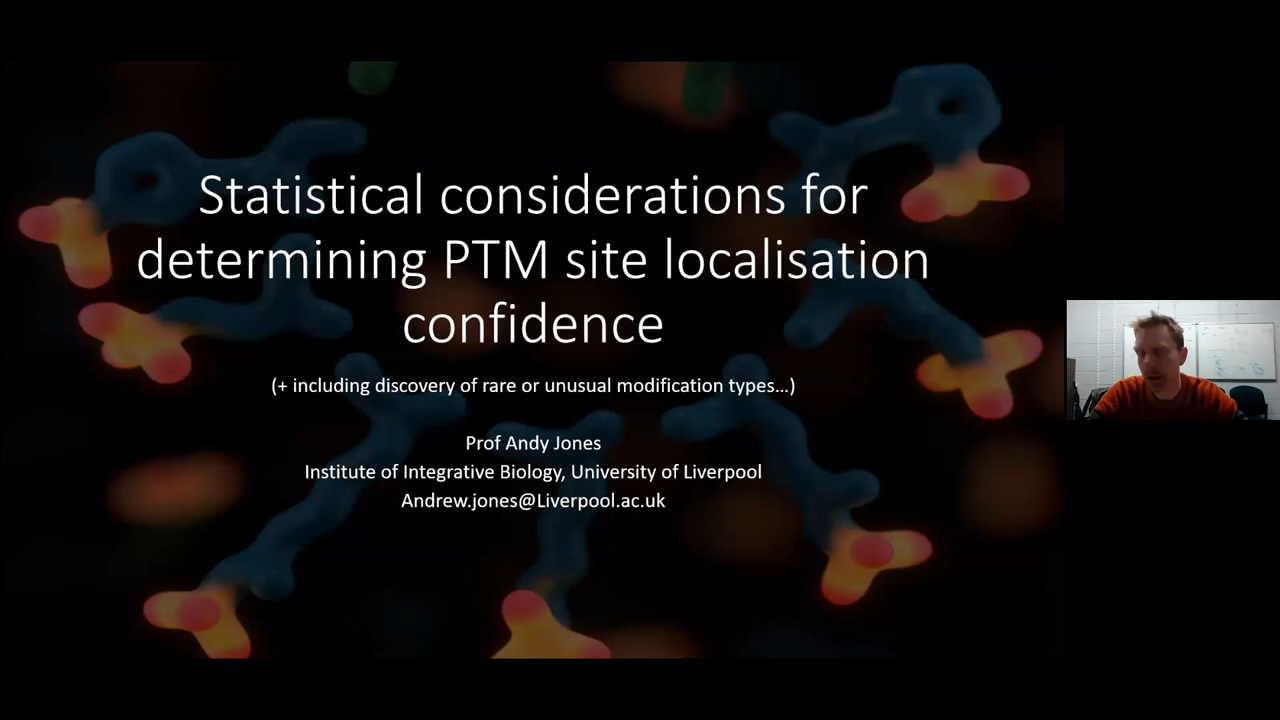 Statistical considerations for
determining PTM site localisation
confidence
(+ including discovery of rare or unusual modification types...)
Prof Andy Jones
Institute of Integrative Biology, University of Liverpool
Andrew.jones@Liverpool.ac.uk